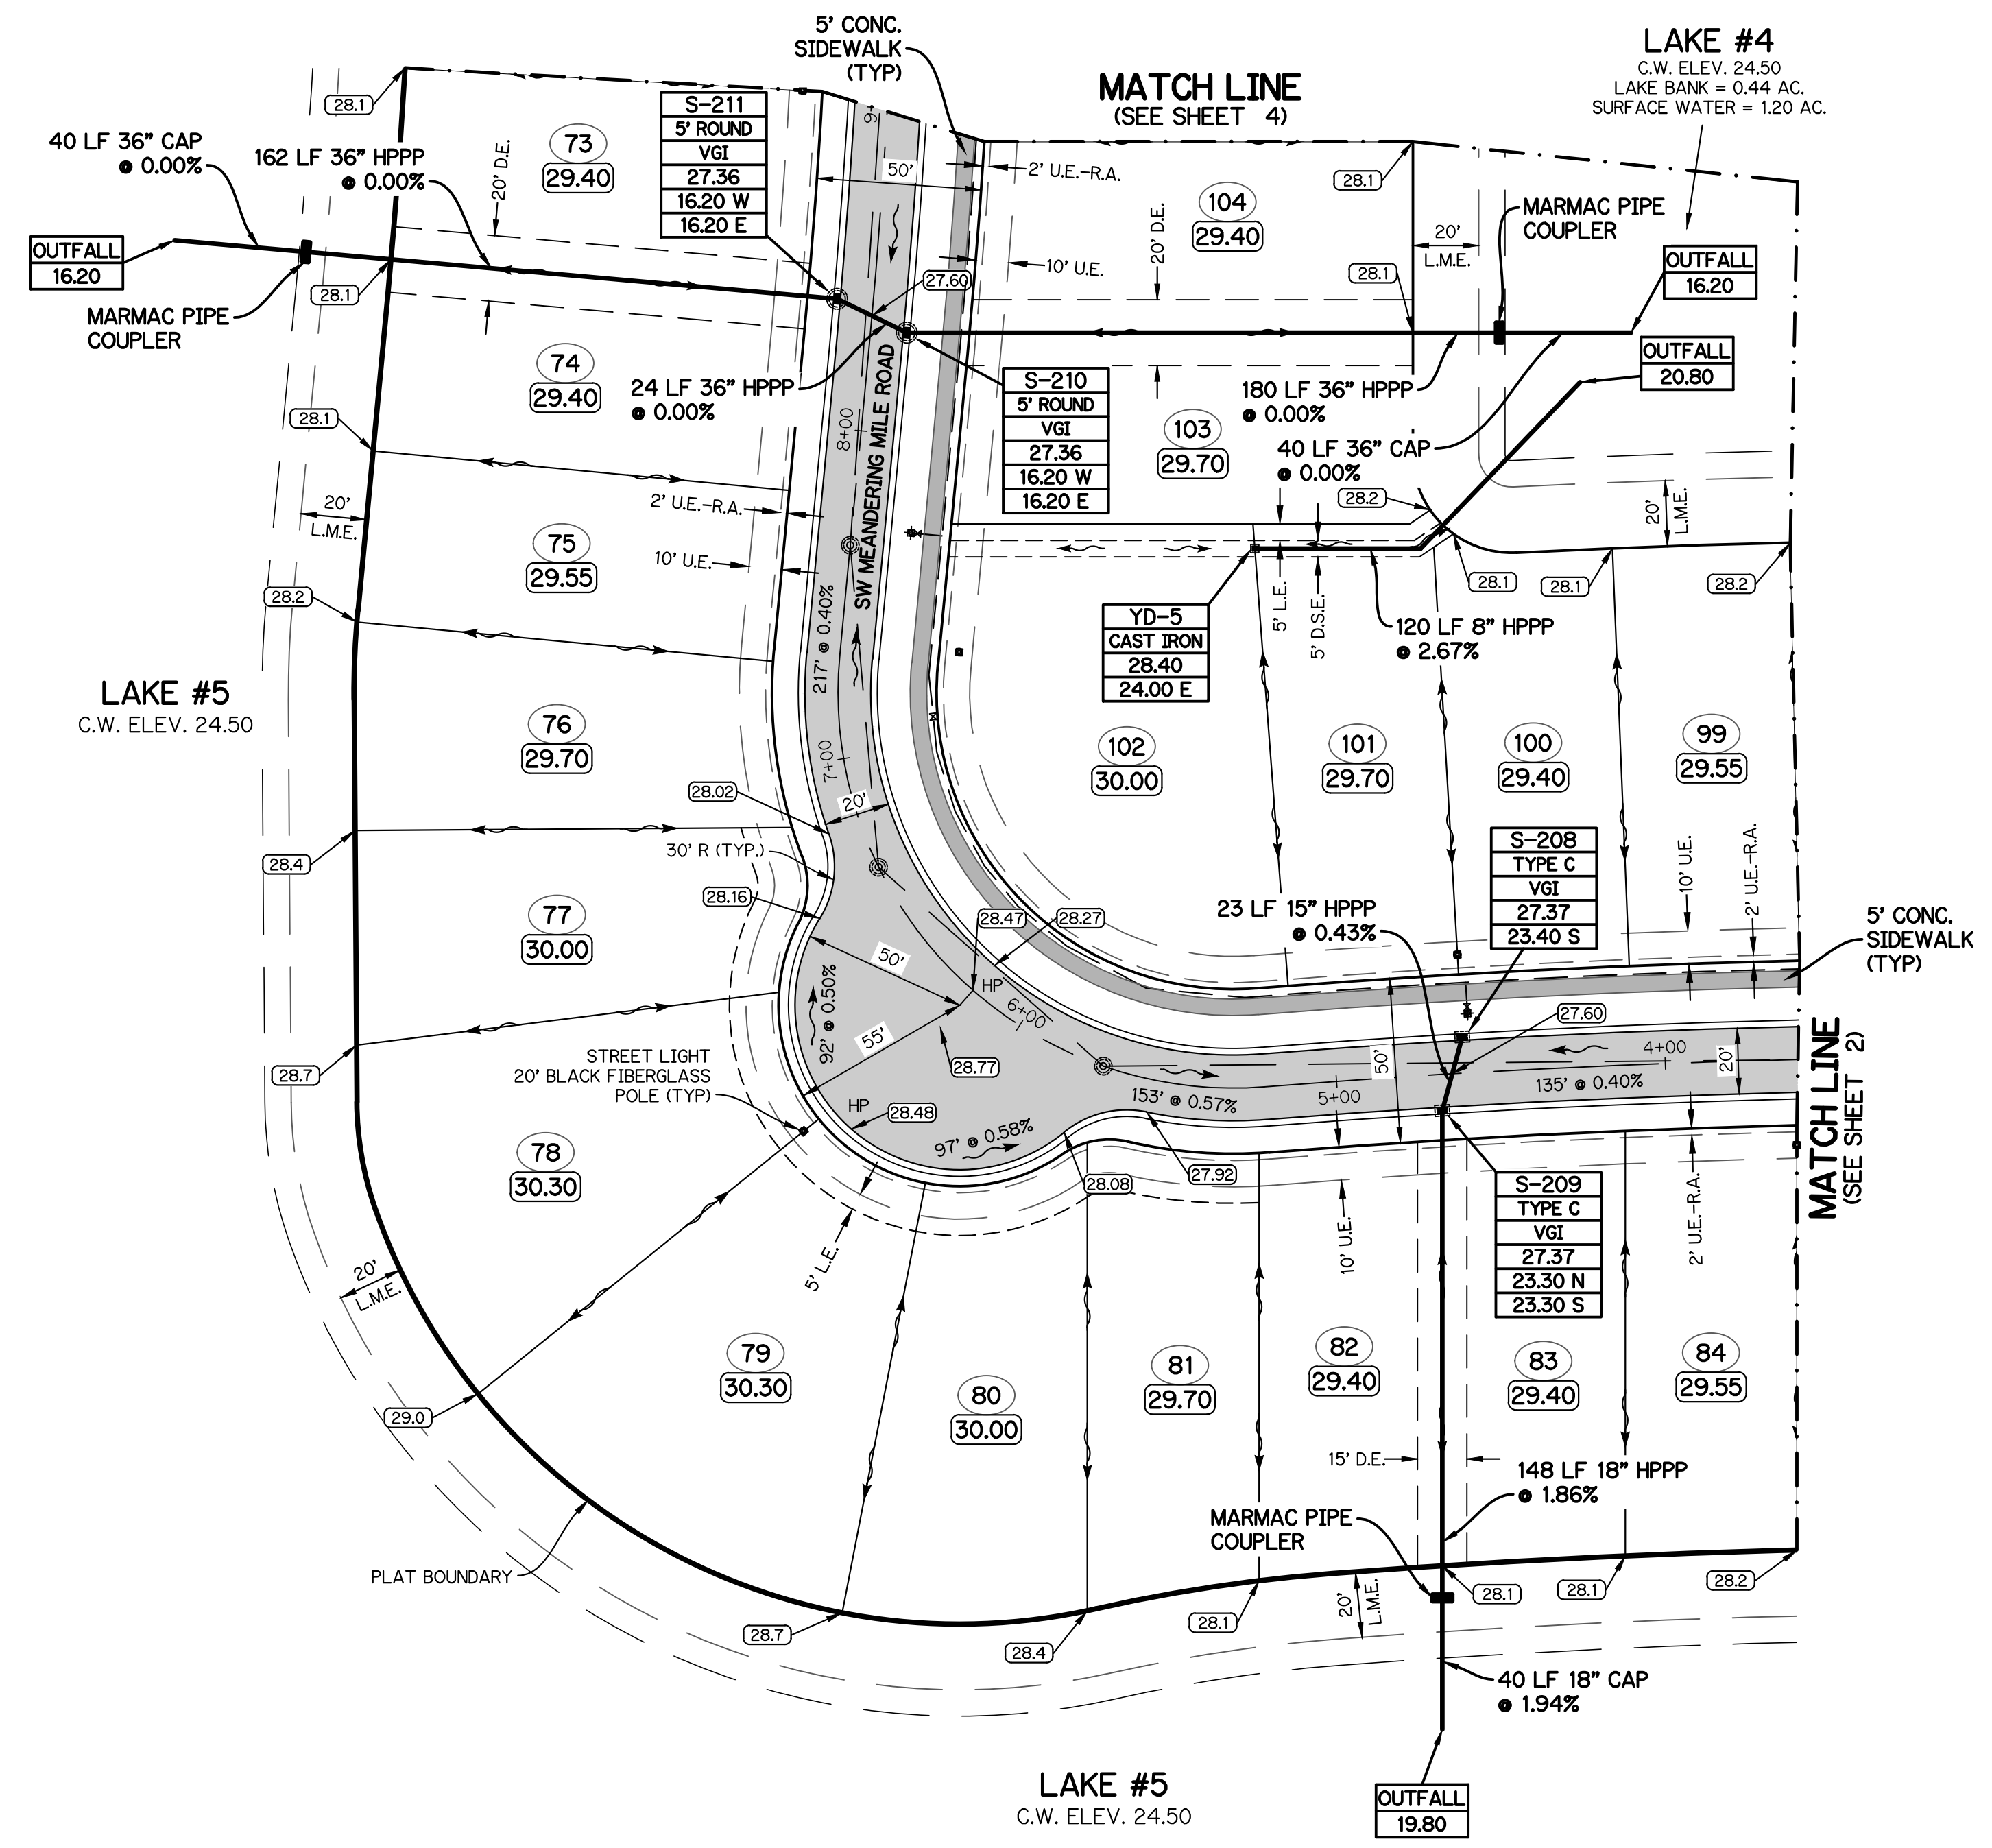 5' CONC.
SIDEWALK
(TYP)
MATCH LINE
(SEE SHEET 4)
LAKE #4
C.W. ELEV. 24.50
LAKE BANK = 0.44 AC.
SURFACE WATER = 1.20 AC.
28.1
40 LF 36" CAP
@ 0.00%
162 LF 36" HPPP
@ 0.00%
20' D.E.
73
29.40
S-211
5' ROUND
VGI
27.36
16.20 W
16.20 E
50'
2' U.E.-R.A.
10' U.E.
20' D.E.
104
29.40
28.1
20'
L.M.E.
28.1
MARMAC PIPE
COUPLER
OUTFALL
16.20
OUTFALL
16.20
MARMAC PIPE
COUPLER
28.1
27.60
74
29.40
24 LF 36" HPPP
@ 0.00%
SW MEANDERING MILE ROAD
8+00
S-210
5' ROUND
VGI
27.36
16.20 W
16.20 E
180 LF 36" HPPP
@ 0.00%
OUTFALL
20.80
103
29.70
40 LF 36" CAP
@ 0.00%
28.2
28.1
20'
L.M.E.
2' U.E.-R.A.
10' U.E.
75
29.55
28.2
217' @ 0.40%
20'
L.M.E.
5' L.E.
5' D.S.E.
28.1
28.1
28.2
YD-5
CAST IRON
28.40
24.00 E
120 LF 8" HPPP
@ 2.67%
LAKE #5
C.W. ELEV. 24.50
76
29.70
7+00
28.02
20'
30' R (TYP.)
28.16
28.4
102
30.00
101
29.70
100
29.40
99
29.55
S-208
TYPE C
VGI
27.37
23.40 S
10' U.E.
2' U.E.-R.A.
23 LF 15" HPPP
@ 0.43%
5' CONC.
SIDEWALK
(TYP)
77
30.00
28.47
28.27
50'
HP
6+00
92' @ 0.50%
55'
28.77
27.60
28.7
STREET LIGHT
20' BLACK FIBERGLASS
POLE (TYP)
HP
28.48
97' @ 0.58%
153' @ 0.57%
50'
5+00
135' @ 0.40%
4+00
20'
MATCH LINE
(SEE SHEET 2)
28.08
27.92
78
30.30
S-209
TYPE C
VGI
27.37
23.30 N
23.30 S
2' U.E.-R.A.
10' U.E.
5' L.E.
20'
L.M.E.
79
30.30
80
30.00
81
29.70
82
29.40
83
29.40
84
29.55
29.0
15' D.E.
148 LF 18" HPPP
@ 1.86%
MARMAC PIPE
COUPLER
PLAT BOUNDARY
28.7
28.4
28.1
20'
L.M.E.
28.1
28.1
28.2
40 LF 18" CAP
@ 1.94%
LAKE #5
C.W. ELEV. 24.50
OUTFALL
19.80